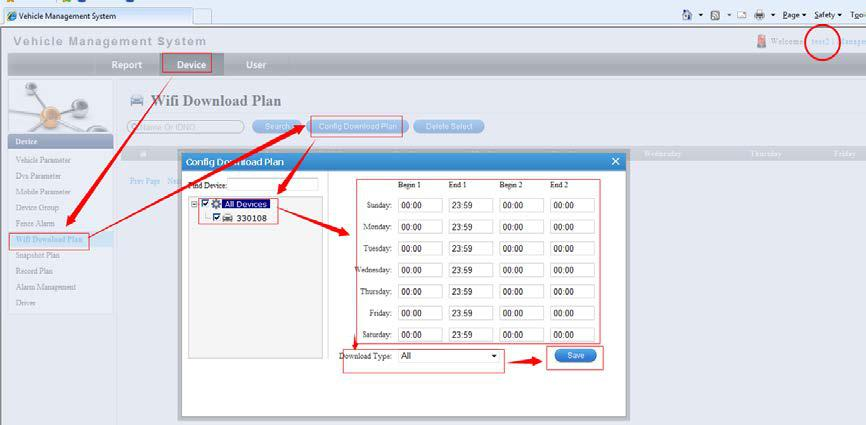 Vehicle Management System
Page
Safety
Vehicle Management System
Welcome test2 |
Report Device User
Wifi Download Plan
Name Or IDNO
Search Config Download Plan Delete Select
Device
Vehicle Parameter
Dvs Parameter
Mobile Parameter
Device Group
Fence Alarm
Wifi Download Plan
Snapshot Plan
Record Plan
Alarm Management
Driver
#
Wednesday Thursday Friday
Prev Page
Config Download Plan
Find Device:
All Devices
330108
Begin 1 End 1 Begin 2 End 2
Sunday: 00:00 23:59 00:00 00:00
Monday: 00:00 23:59 00:00 00:00
Tuesday: 00:00 23:59 00:00 00:00
Wednesday: 00:00 23:59 00:00 00:00
Thursday: 00:00 23:59 00:00 00:00
Friday: 00:00 23:59 00:00 00:00
Saturday: 00:00 23:59 00:00 00:00
Download Type: All
Save